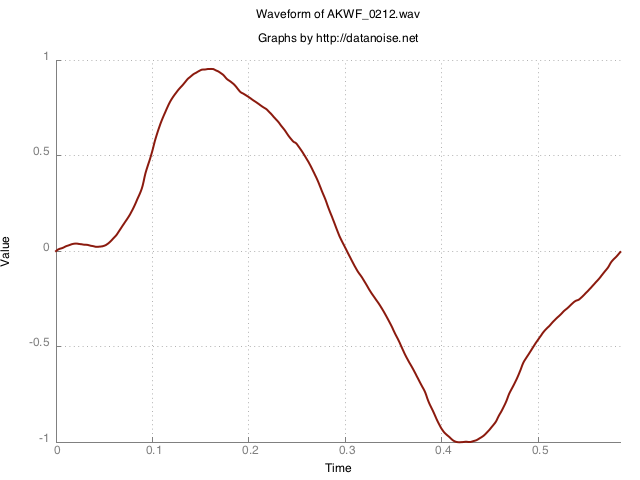 Waveform of AKWF_0212.wav
Graphs by http://datanoise.net
1
0.5
0
-0.5
-1
Value
0 0.1 0.2 0.3 0.4 0.5
Time